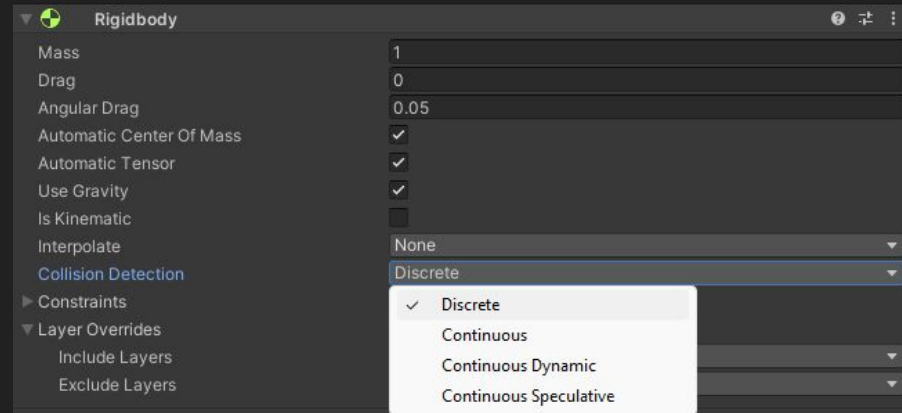 Rigidbody
Mass 1
Drag 0
Angular Drag 0.05
Automatic Center Of Mass
Automatic Tensor
Use Gravity
Is Kinematic
Interpolate None
Collision Detection Discrete
Constraints
Discrete
Layer Overrides
Continuous
Include Layers
Continuous Dynamic
Exclude Layers
Continuous Speculative